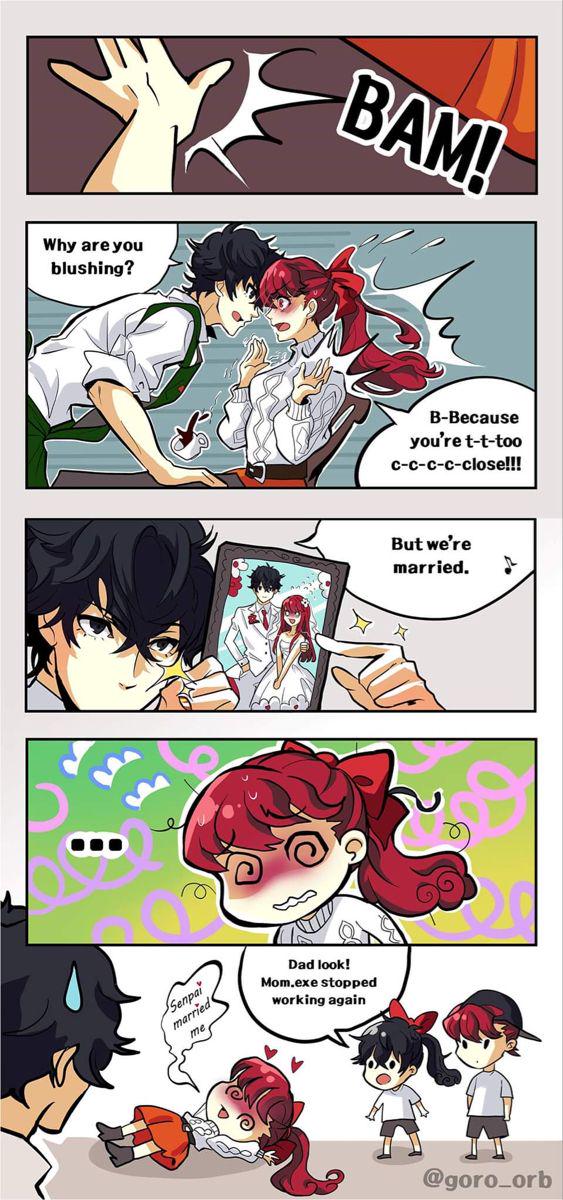 BAM!
Why are you
blushing?
B-Because
you're t-t-too
c-c-c-c-close!!!
But we're
married.
...
Dad look!
Mom.exe stopped
working again
Senpai
married
me
@goro_orb